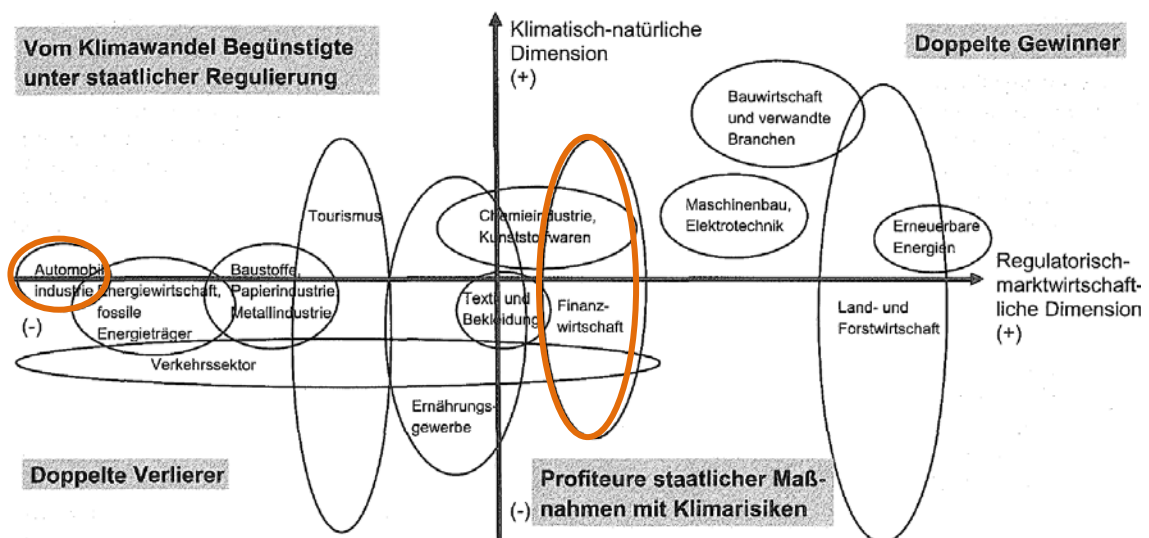 Vom Klimawandel Begünstigte
unter staatlicher Regulierung
Klimatisch-natürliche
Dimension
(+)
Doppelte Gewinner
Bauwirtschaft
und verwandte
Branchen
Tourismus
Chemieindustrie,
Kunststoffwaren
Maschinenbau,
Elektrotechnik
Erneuerbare
Energien
Automobil
industrie
Energiewirtschaft,
fossile
Energieträger
Baustoffe,
Papierindustrie,
Metallindustrie
Textil und
Bekleidung
Finanz-
wirtschaft
Land- und
Forstwirtschaft
Regulatorisch-
marktwirtschaft-
liche Dimension
(+)
(-)
Verkehrssektor
Ernährungs-
gewerbe
Doppelte Verlierer
(-)
Profiteure staatlicher Maß-
nahmen mit Klimarisiken